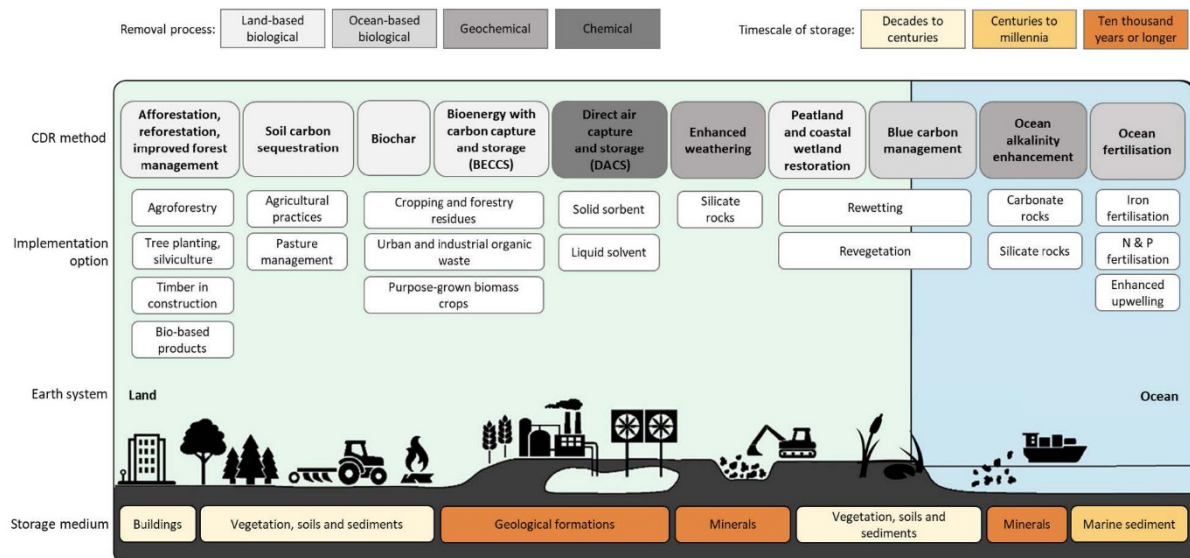 Removal process:
Land-based
biological
Ocean-based
biological
Geochemical
Chemical
Timescale of storage:
Decades to
centuries
Centuries to
millennia
Ten thousand
years or longer
CDR method
Afforestation,
reforestation,
improved forest
management
Soil carbon
sequestration
Biochar
Bioenergy with
carbon capture
and storage
(BECCS)
Direct air
capture
and storage
(DACS)
Enhanced
weathering
Peatland
and coastal
wetland
restoration
Blue carbon
management
Ocean
alkalinity
enhancement
Ocean
fertilisation
Implementation
option
Agroforestry
Tree planting,
silviculture
Timber in
construction
Bio-based
products
Agricultural
practices
Pasture
management
Cropping and forestry
residues
Urban and industrial organic
waste
Purpose-grown biomass
crops
Solid sorbent
Liquid solvent
Silicate
rocks
Rewetting
Revegetation
Carbonate
rocks
Silicate rocks
Iron
fertilisation
N & P
fertilisation
Enhanced
upwelling
Earth system
Land
Ocean
Storage medium
Buildings
Vegetation, soils and sediments
Geological formations
Minerals
Vegetation, soils and
sediments
Minerals
Marine sediment